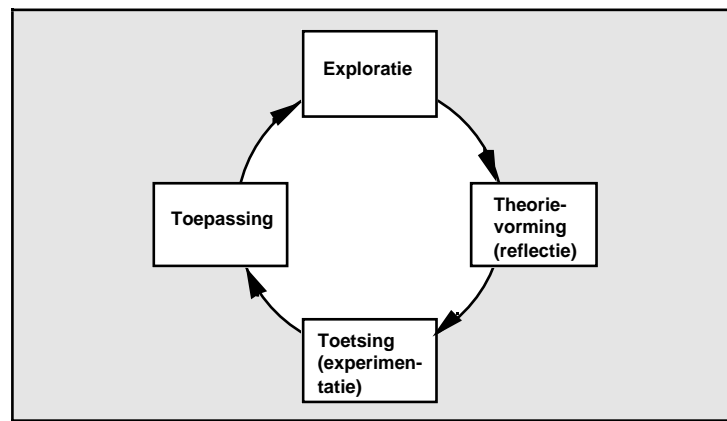 Exploratie
Theorie-
vorming
(reflectie)
Toepassing
Toetsing
(experimen-
tatie)